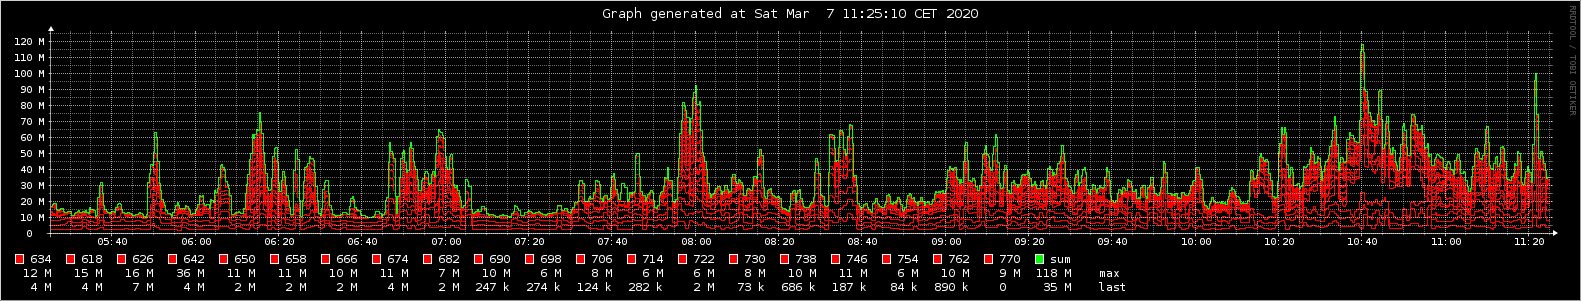 Graph generated at Sat Mar  7 11:25:10 CET 2020
RRDTOOL / TOBI OETIKER
120 M
110 M
100 M
90 M
80 M
70 M
60 M
50 M
40 M
30 M
20 M
10 M
0
05:40 06:00 06:20 06:40 07:00 07:20 07:40 08:00 08:20 08:40 09:00 09:20 09:40 10:00 10:20 10:40 11:00 11:20
634 618 626 642 650 658 666 674 682 690 698 706 714 722 730 738 746 754 762 770 sum
12 M 15 M 16 M 36 M 11 M 11 M 10 M 11 M 7 M 10 M 6 M 8 M 6 M 6 M 8 M 10 M 11 M 6 M 10 M 9 M 118 M max
4 M 4 M 7 M 4 M 2 M 2 M 2 M 4 M 2 M 247 k 274 k 124 k 282 k 2 M 73 k 686 k 187 k 84 k 890 k 0 35 M last